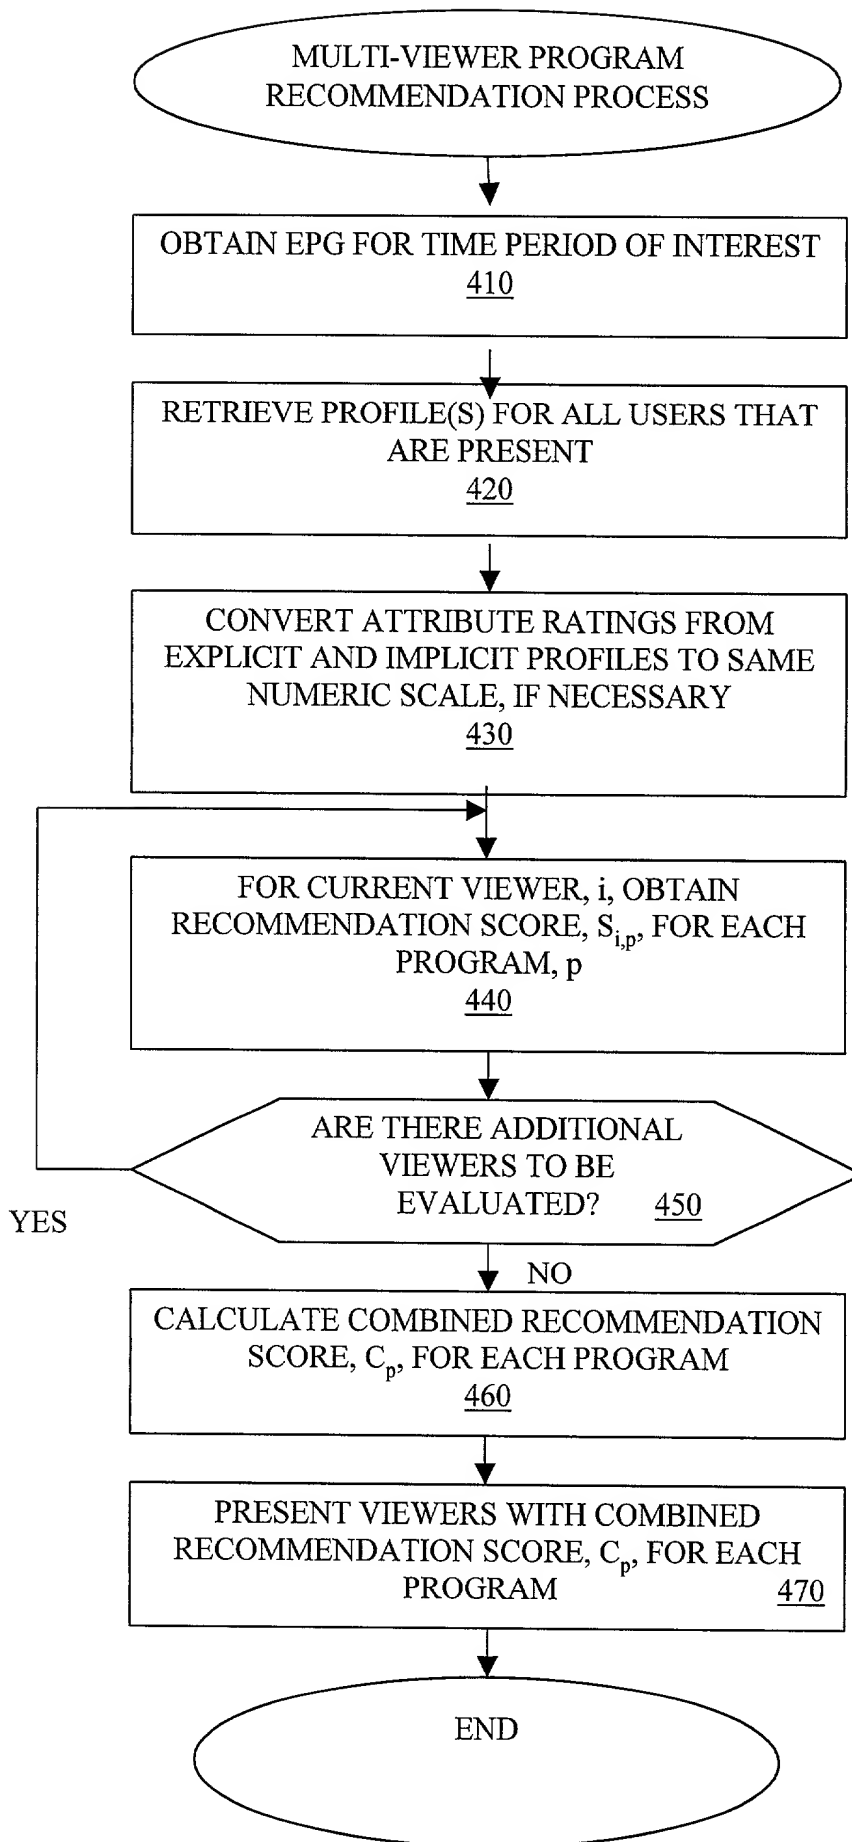 MULTI-VIEWER PROGRAM
RECOMMENDATION PROCESS
OBTAIN EPG FOR TIME PERIOD OF INTEREST
410
RETRIEVE PROFILE(S) FOR ALL USERS THAT
ARE PRESENT
420
CONVERT ATTRIBUTE RATINGS FROM
EXPLICIT AND IMPLICIT PROFILES TO SAME
NUMERIC SCALE, IF NECESSARY
430
FOR CURRENT VIEWER, i, OBTAIN
RECOMMENDATION SCORE, S_{i,p}, FOR EACH
PROGRAM, p
440
ARE THERE ADDITIONAL
VIEWERS TO BE
EVALUATED? 450
YES
NO
CALCULATE COMBINED RECOMMENDATION
SCORE, C_p, FOR EACH PROGRAM
460
PRESENT VIEWERS WITH COMBINED
RECOMMENDATION SCORE, C_p, FOR EACH
PROGRAM 470
END